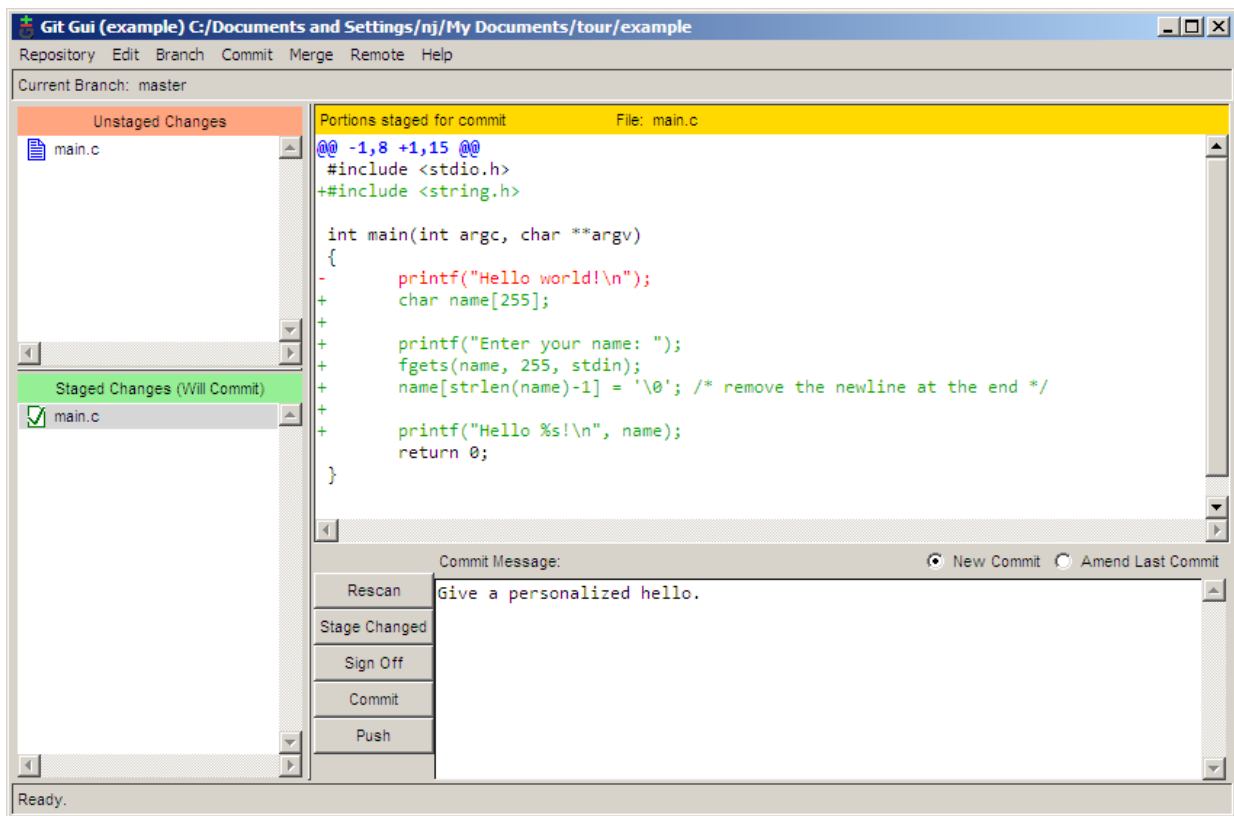 Git Gui (example) C:/Documents and Settings/nj/My Documents/tour/example
Repository Edit Branch Commit Merge Remote Help
Current Branch: master
Unstaged Changes
main.c
Staged Changes (Will Commit)
main.c
Portions staged for commit File: main.c
@@ -1,8 +1,15 @@
 #include <stdio.h>
+#include <string.h>
 int main(int argc, char **argv)
 {
-        printf("Hello world!\n");
+        char name[255];
+
+        printf("Enter your name: ");
+        fgets(name, 255, stdin);
+        name[strlen(name)-1] = '\0'; /* remove the newline at the end */
+
+        printf("Hello %s!\n", name);
         return 0;
 }
Commit Message:
New Commit
Amend Last Commit
Rescan
Stage Changed
Sign Off
Commit
Push
Give a personalized hello.
Ready.